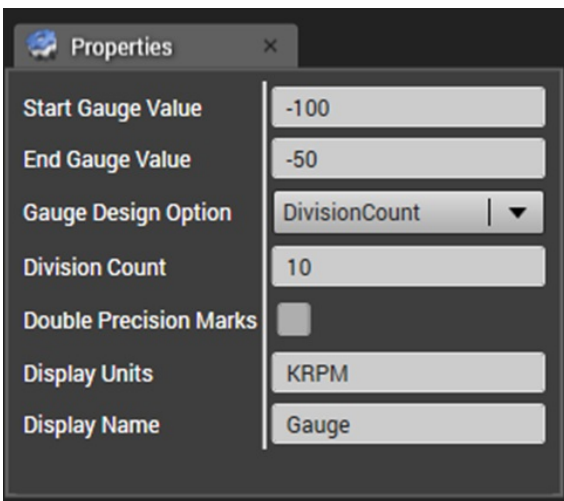 Properties
Start Gauge Value -100
End Gauge Value -50
Gauge Design Option DivisionCount
Division Count 10
Double Precision Marks
Display Units KRPM
Display Name Gauge